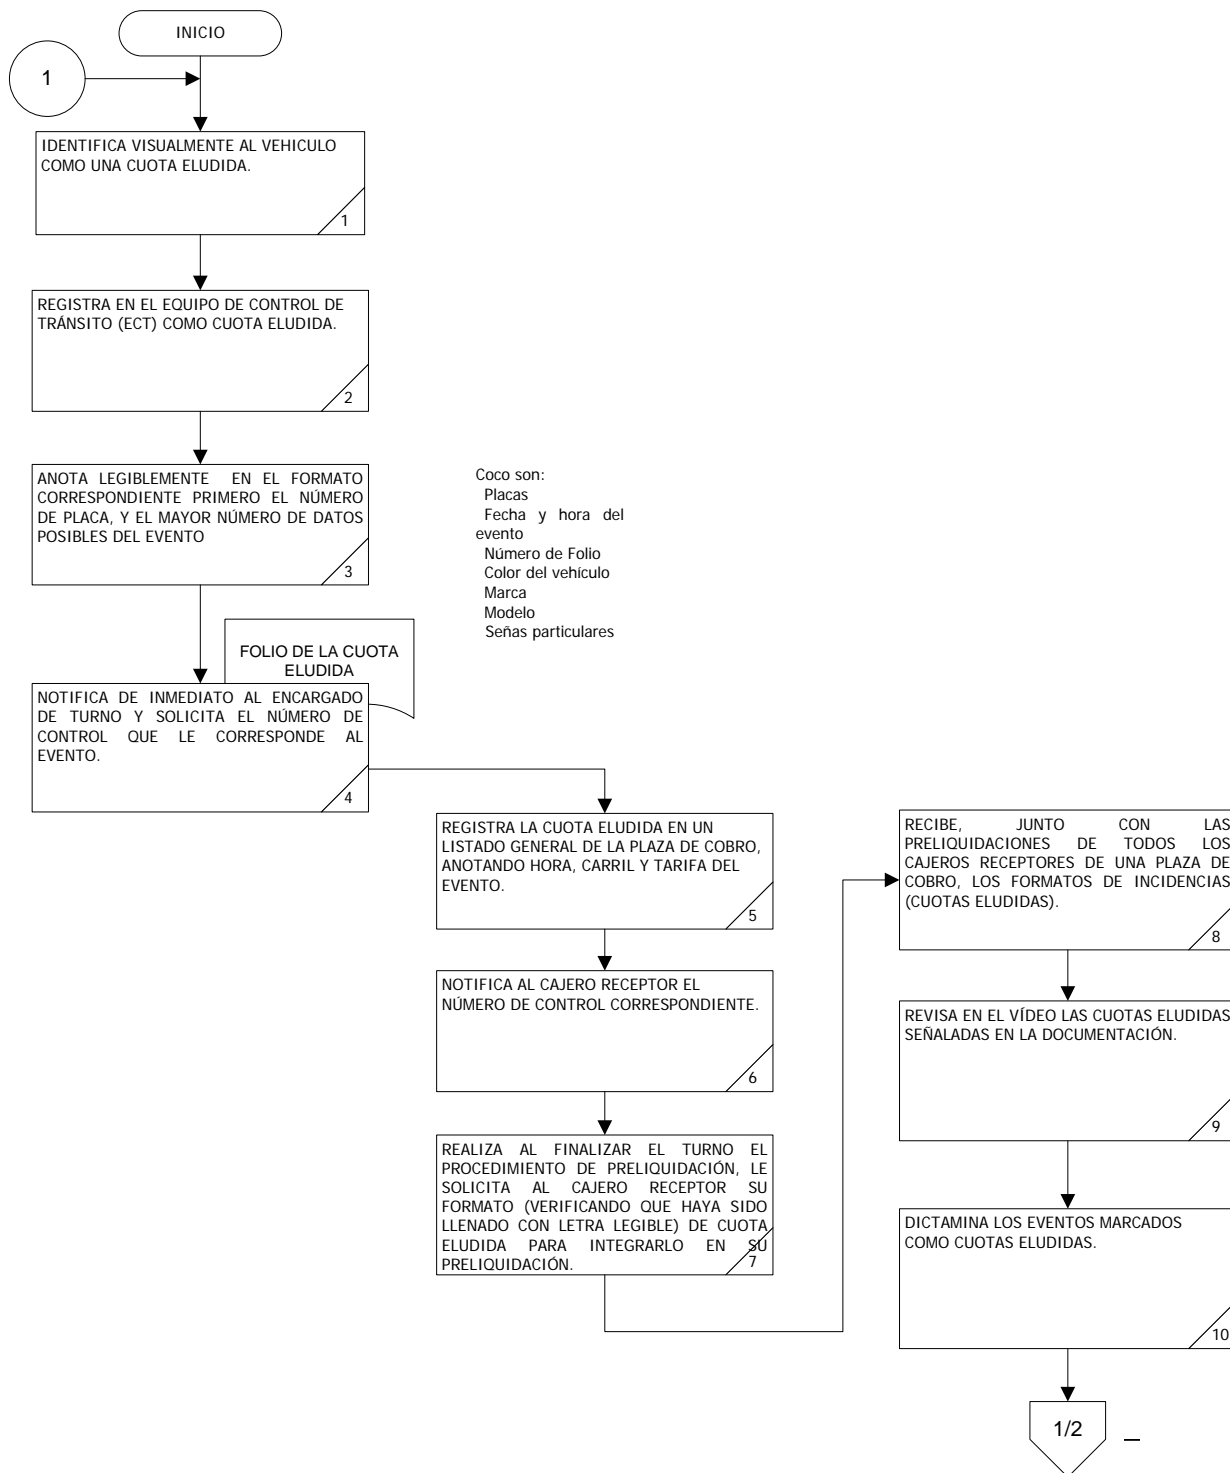 INICIO
1
IDENTIFICA VISUALMENTE AL VEHICULO
COMO UNA CUOTA ELUDIDA.
1
REGISTRA EN EL EQUIPO DE CONTROL DE
TRÁNSITO (ECT) COMO CUOTA ELUDIDA.
2
ANOTA LEGIBLEMENTE EN EL FORMATO
CORRESPONDIENTE PRIMERO EL NÚMERO
DE PLACA, Y EL MAYOR NÚMERO DE DATOS
POSIBLES DEL EVENTO
3
Coco son:
Placas
Fecha y hora del
evento
Número de Folio
Color del vehículo
Marca
Modelo
Señas particulares
FOLIO DE LA CUOTA
ELUDIDA
NOTIFICA DE INMEDIATO AL ENCARGADO
DE TURNO Y SOLICITA EL NÚMERO DE
CONTROL QUE LE CORRESPONDE AL
EVENTO.
4
REGISTRA LA CUOTA ELUDIDA EN UN
LISTADO GENERAL DE LA PLAZA DE COBRO,
ANOTANDO HORA, CARRIL Y TARIFA DEL
EVENTO.
5
NOTIFICA AL CAJERO RECEPTOR EL
NÚMERO DE CONTROL CORRESPONDIENTE.
6
REALIZA AL FINALIZAR EL TURNO EL
PROCEDIMIENTO DE PRELIQUIDACIÓN, LE
SOLICITA AL CAJERO RECEPTOR SU
FORMATO (VERIFICANDO QUE HAYA SIDO
LLENADO CON LETRA LEGIBLE) DE CUOTA
ELUDIDA PARA INTEGRARLO EN SU
PRELIQUIDACIÓN.
7
RECIBE, JUNTO CON LAS
PRELIQUIDACIONES DE TODOS LOS
CAJEROS RECEPTORES DE UNA PLAZA DE
COBRO, LOS FORMATOS DE INCIDENCIAS
(CUOTAS ELUDIDAS).
8
REVISA EN EL VÍDEO LAS CUOTAS ELUDIDAS
SEÑALADAS EN LA DOCUMENTACIÓN.
9
DICTAMINA LOS EVENTOS MARCADOS
COMO CUOTAS ELUDIDAS.
10
1/2